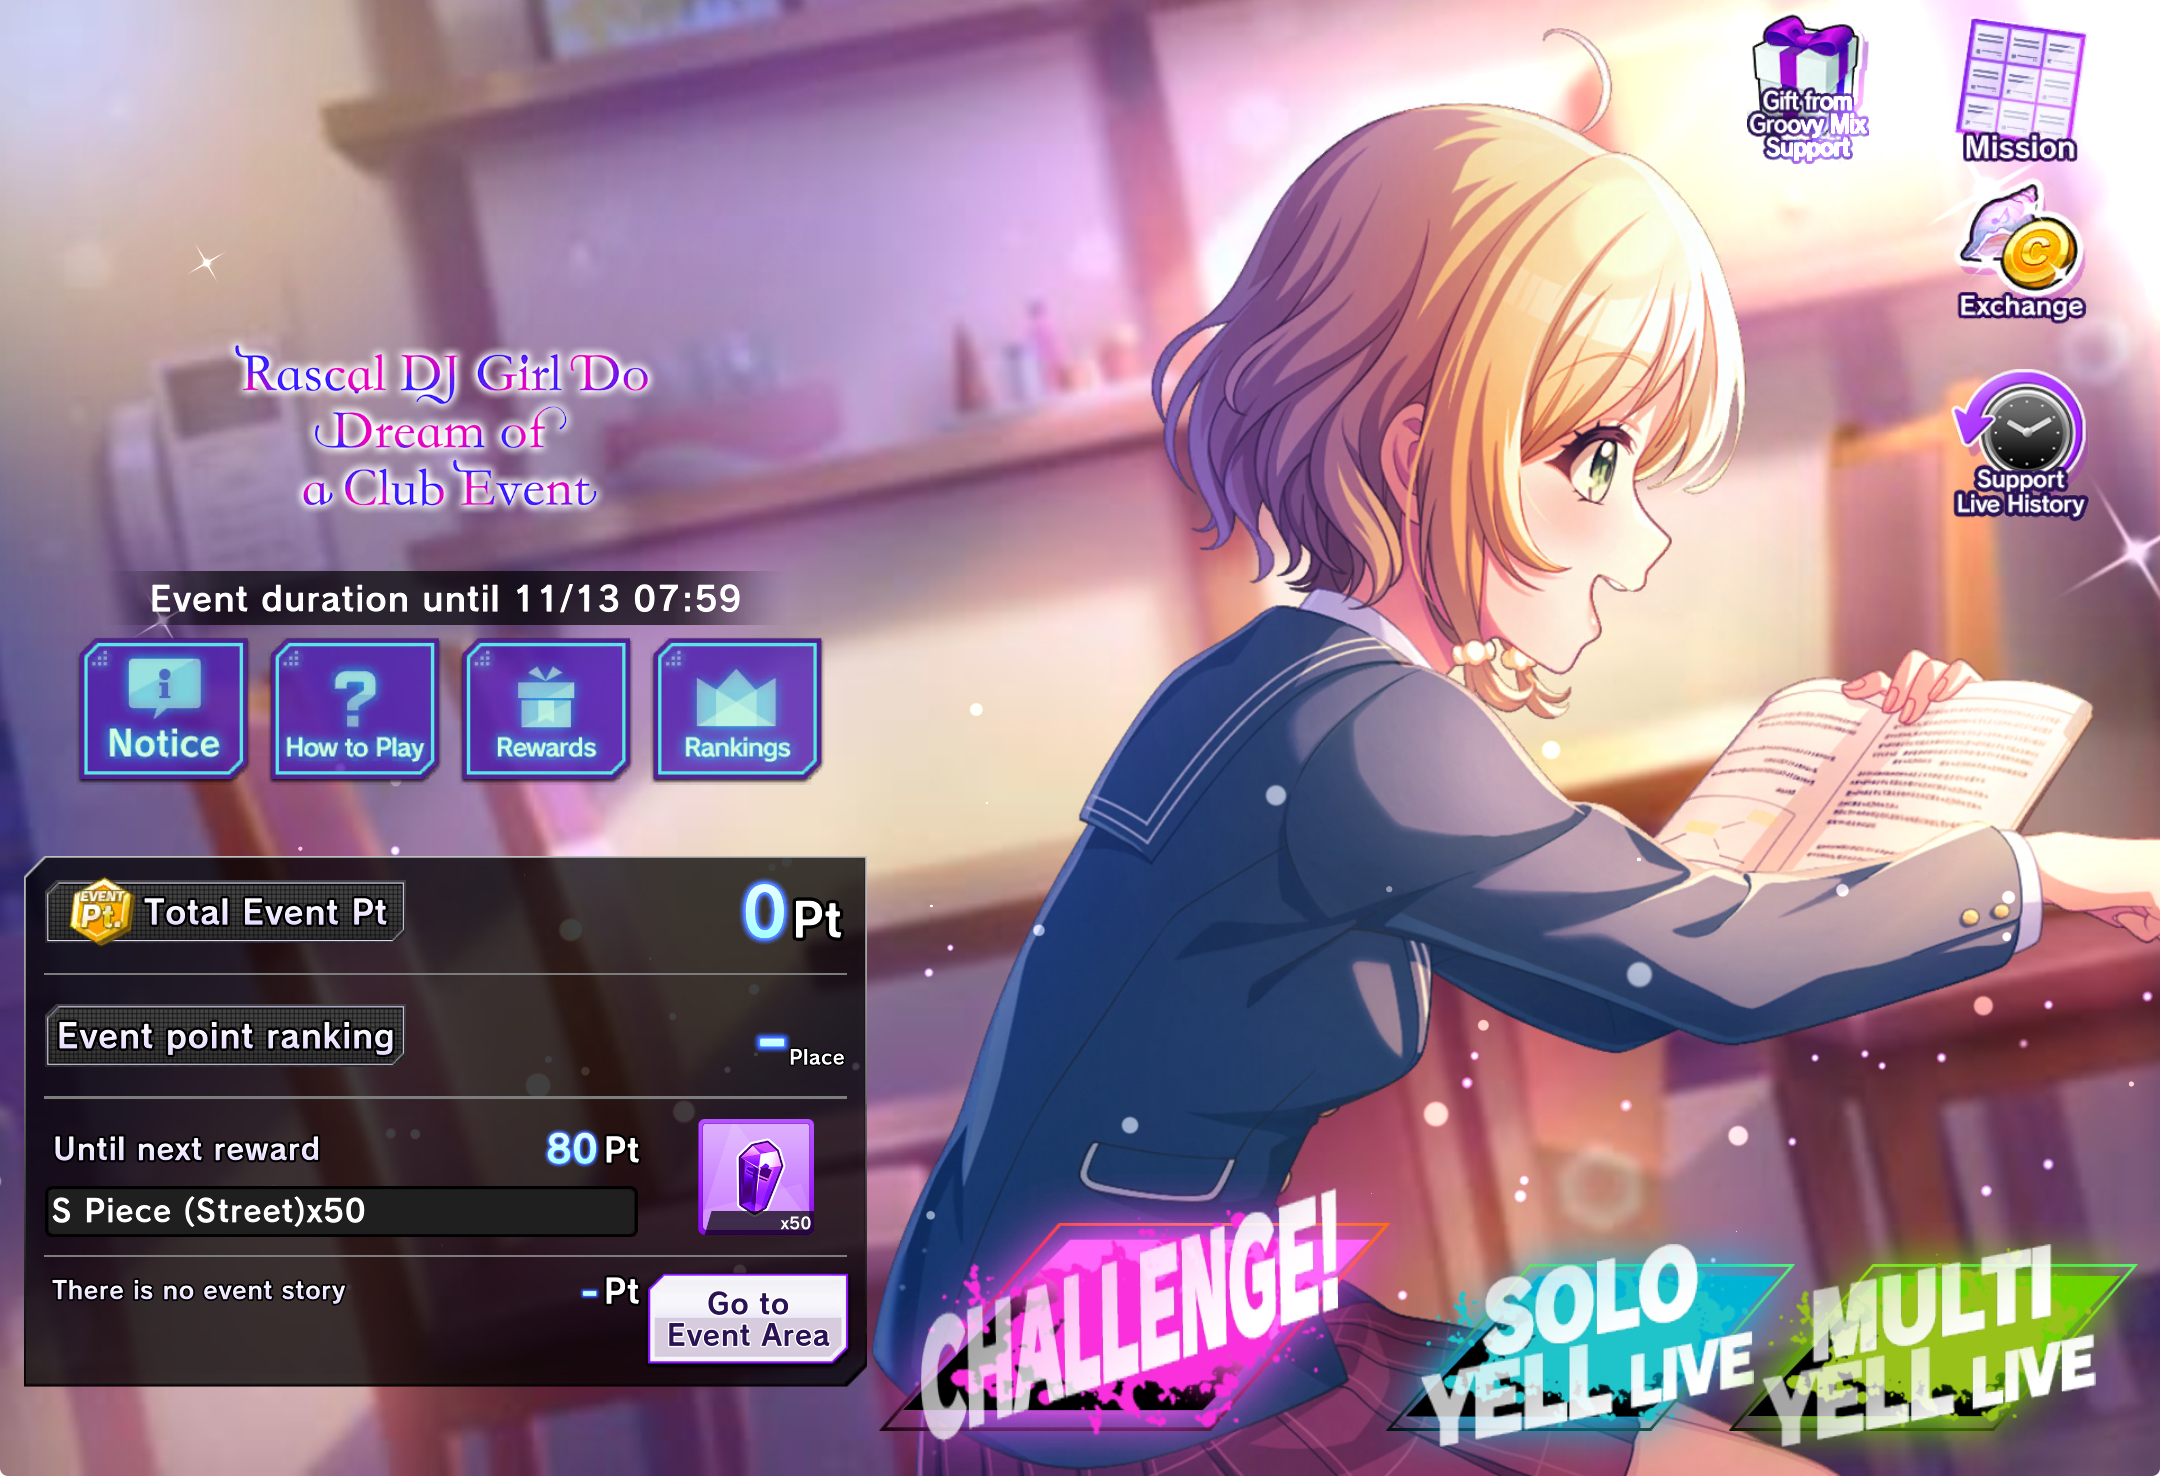 Gift from
Groovy Mix
Support
Mission
C
Exchange
Support
Live History
Rascal DJ Girl Do
Dream of
a Club Event
Event duration until 11/13 07:59
Notice
How to Play
Rewards
Rankings
EVENT
Pt.
Total Event Pt
0 Pt
Event point ranking
- Place
Until next reward
80 Pt
S Piece (Street)x50
x50
There is no event story
- Pt
Go to
Event Area
CHALLENGE!
SOLO
YELL LIVE
MULTI
YELL LIVE